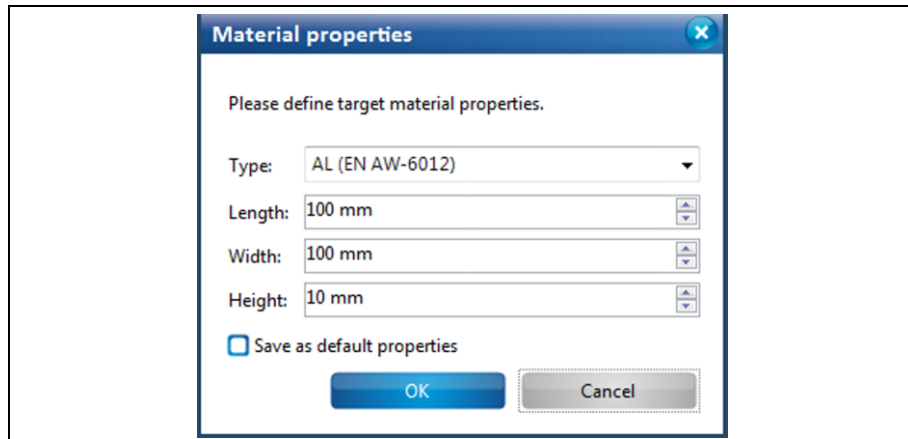 Material properties
Please define target material properties.
Type: AL (EN AW-6012)
Length: 100 mm
Width: 100 mm
Height: 10 mm
Save as default properties
OK Cancel